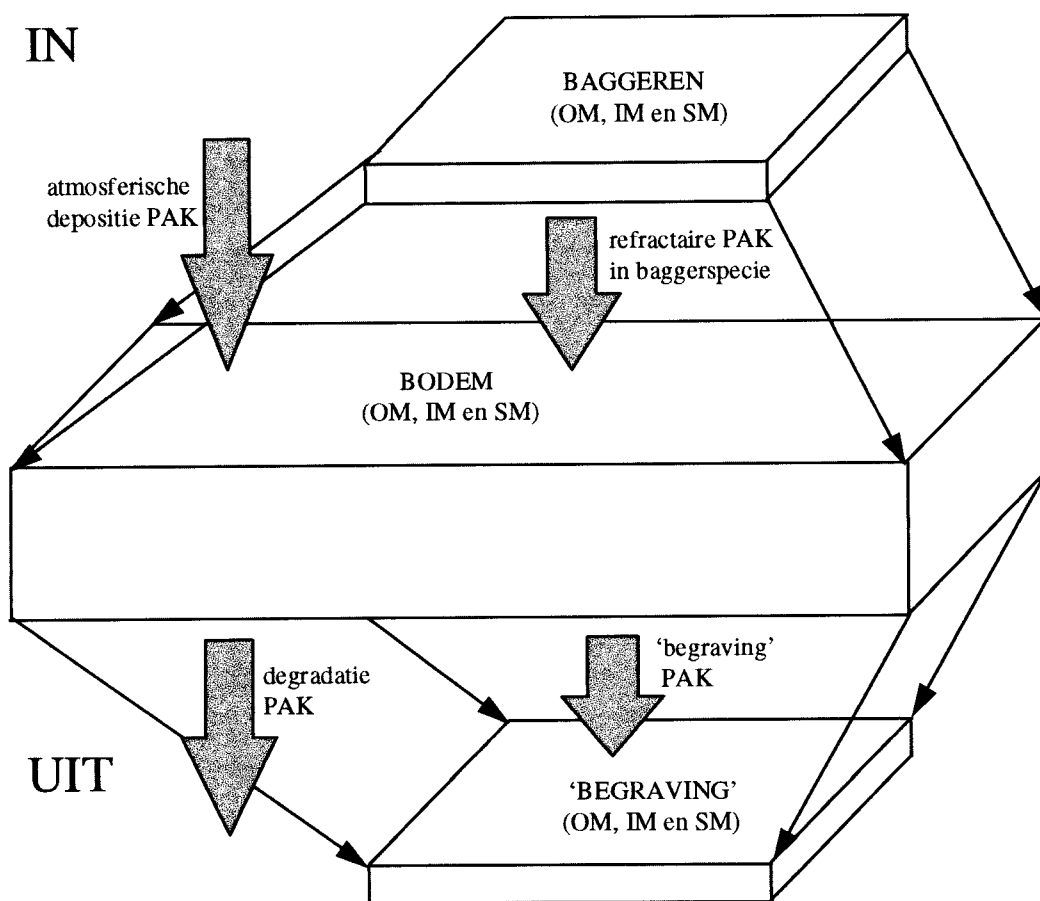 IN
BAGGEREN
(OM, IM en SM)
atmosferische
depositie PAK
refractaire PAK
in baggerspecie
BODEM
(OM, IM en SM)
degradatie
PAK
‘begraving’
PAK
UIT
‘BEGRAVING’
(OM, IM en SM)